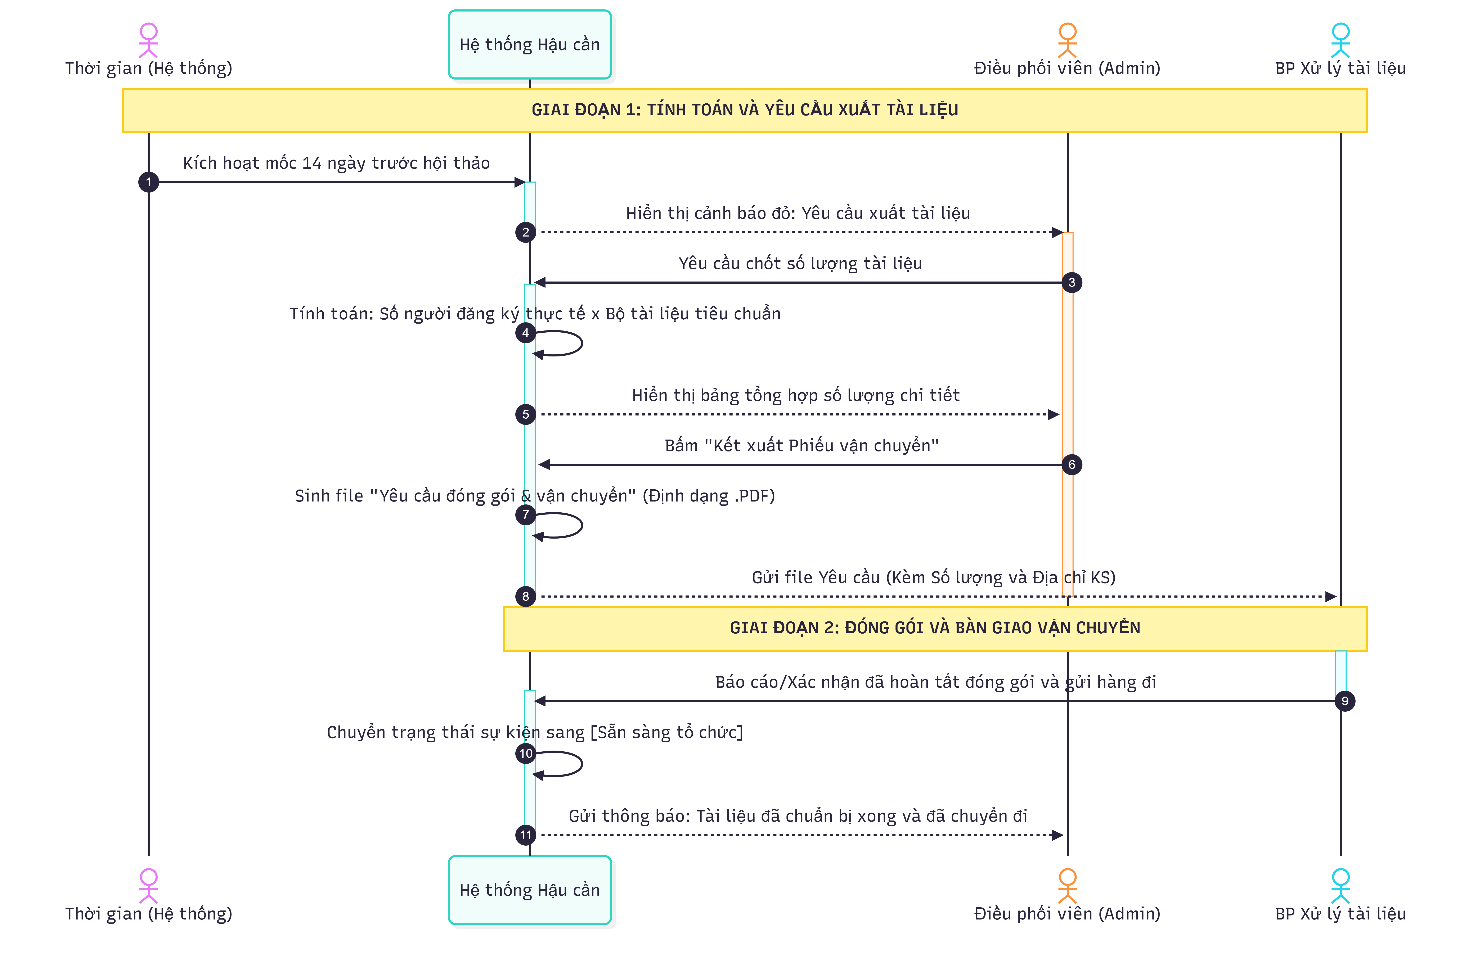 Thời gian (Hệ thống)
Hệ thống Hậu cần
Điều phối viên (Admin)
BP Xử lý tài liệu
GIAI ĐOẠN 1: TÍNH TOÁN VÀ YÊU CẦU XUẤT TÀI LIỆU
Kích hoạt mốc 14 ngày trước hội thảo
1
Hiển thị cảnh báo đỏ: Yêu cầu xuất tài liệu
2
Yêu cầu chốt số lượng tài liệu
3
Tính toán: Số người đăng ký thực tế x Bộ tài liệu tiêu chuẩn
4
Hiển thị bảng tổng hợp số lượng chi tiết
5
Bấm "Kết xuất Phiếu vận chuyển"
6
Sinh file "Yêu cầu đóng gói & vận chuyển" (Định dạng .PDF)
7
Gửi file Yêu cầu (Kèm Số lượng và Địa chỉ KS)
8
GIAI ĐOẠN 2: ĐÓNG GÓI VÀ BÀN GIAO VẬN CHUYỂN
Báo cáo/Xác nhận đã hoàn tất đóng gói và gửi hàng đi
9
Chuyển trạng thái sự kiện sang [Sẵn sàng tổ chức]
10
Gửi thông báo: Tài liệu đã chuẩn bị xong và đã chuyển đi
11
Thời gian (Hệ thống)
Hệ thống Hậu cần
Điều phối viên (Admin)
BP Xử lý tài liệu